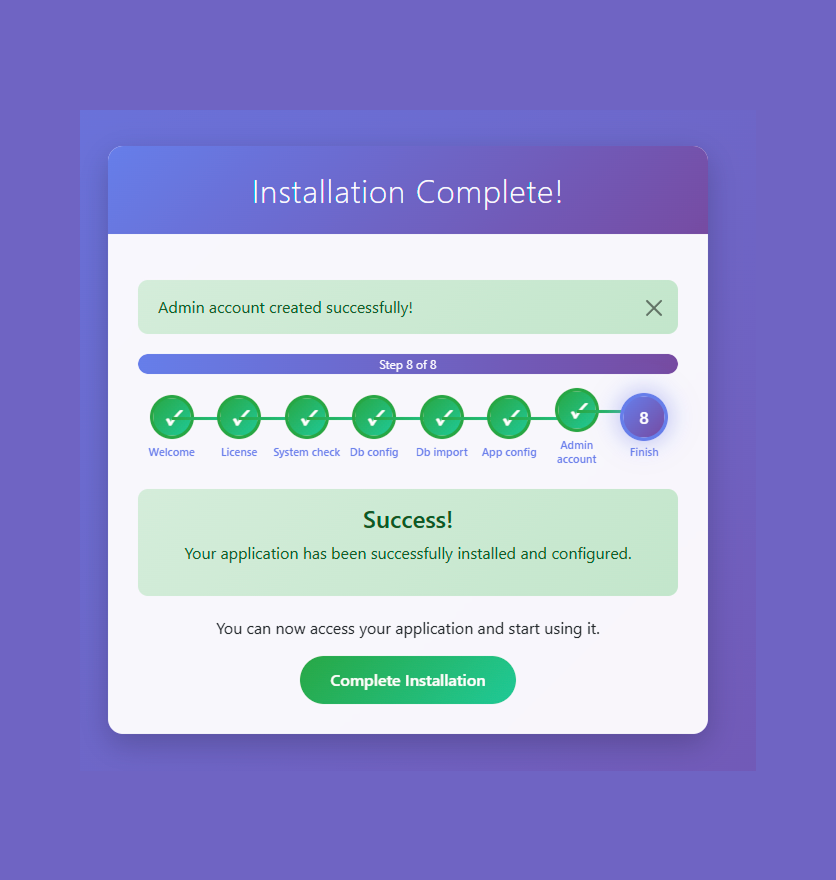 Installation Complete!
Admin account created successfully!
Step 8 of 8
8
Welcome
License
System check
Db config
Db import
App config
Admin
account
Finish
Success!
Your application has been successfully installed and configured.
You can now access your application and start using it.
Complete Installation